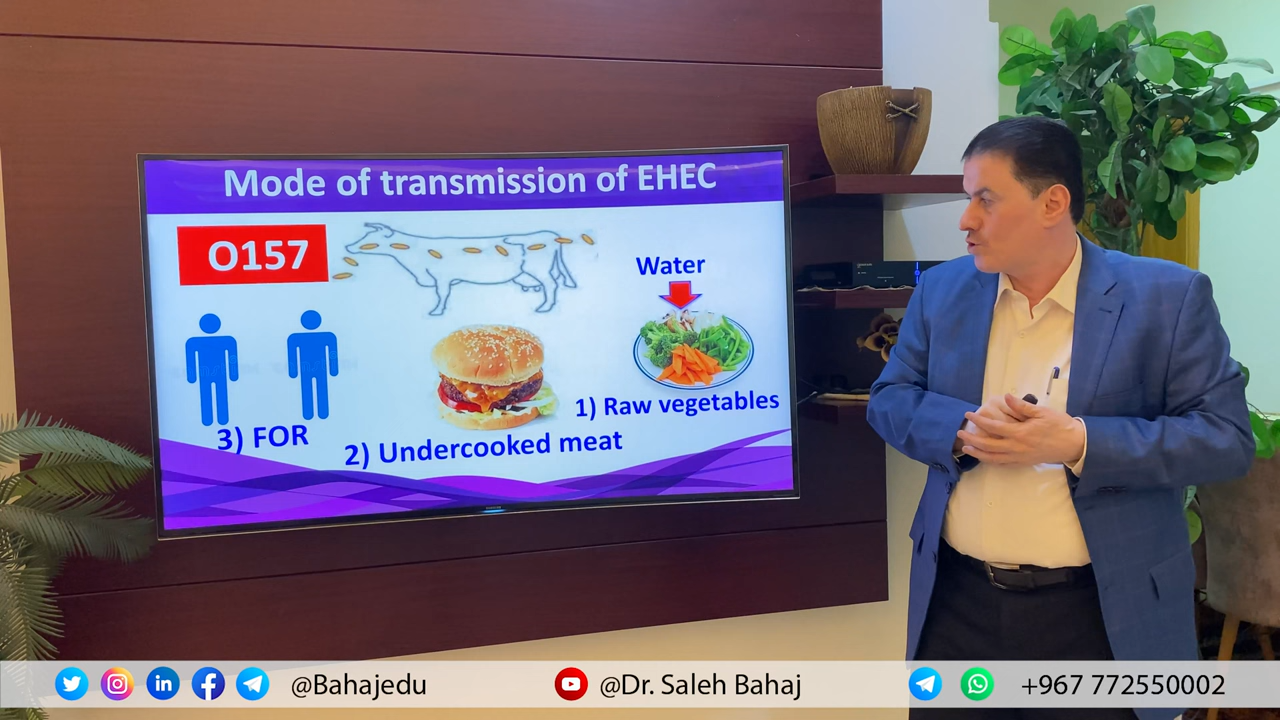 Mode of transmission of EHEC
O157
Water
1) Raw vegetables
2) Undercooked meat
3) FOR
@Bahajedu
@Dr. Saleh Bahaj
+967 772550002